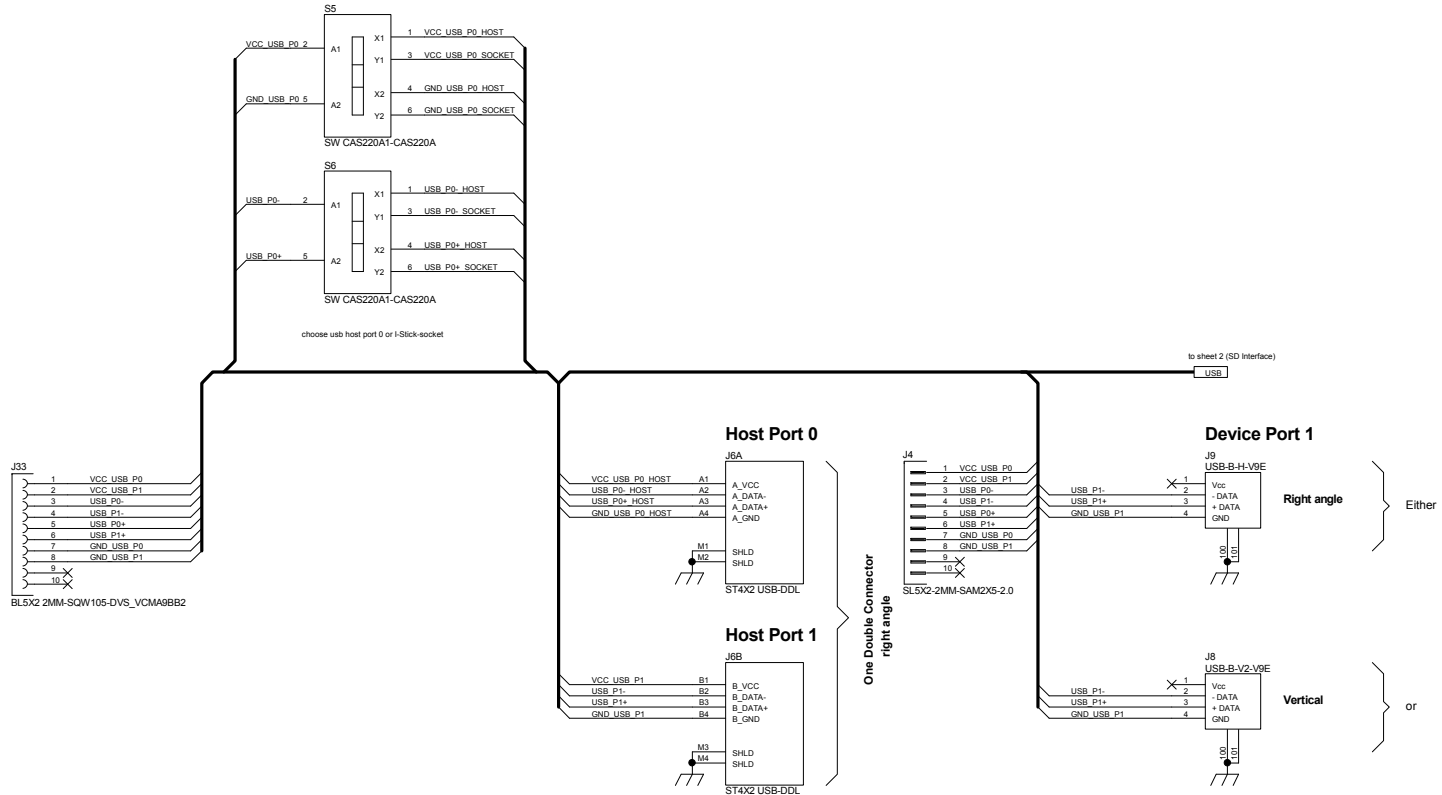 S5
VCC_USB_P0 2 A1 X1 1 VCC_USB_P0_HOST
Y1 3 VCC_USB_P0_SOCKET
GND_USB_P0 5 A2 X2 4 GND_USB_P0_HOST
Y2 6 GND_USB_P0_SOCKET
SW CAS220A1-CAS220A
S6
USB_P0- 2 A1 X1 1 USB_P0-_HOST
Y1 3 USB_P0-_SOCKET
USB_P0+ 5 A2 X2 4 USB_P0+_HOST
Y2 6 USB_P0+_SOCKET
SW CAS220A1-CAS220A
choose usb host port 0 or I-Stick-socket
to sheet 2 (SD Interface)
USB
J33
1 VCC_USB_P0
2 VCC_USB_P1
3 USB_P0-
4 USB_P1-
5 USB_P0+
6 USB_P1+
7 GND_USB_P0
8 GND_USB_P1
9
10
BL5X2 2MM-SQW105-DVS_VCMA9BB2
Host Port 0
J6A
VCC_USB_P0_HOST A1 A_VCC
USB_P0-_HOST A2 A_DATA-
USB_P0+_HOST A3 A_DATA+
GND_USB_P0_HOST A4 A_GND
M1 SHLD
M2 SHLD
ST4X2 USB-DDL
Host Port 1
J6B
VCC_USB_P1 B1 B_VCC
USB_P1- B2 B_DATA-
USB_P1+ B3 B_DATA+
GND_USB_P1 B4 B_GND
M3 SHLD
M4 SHLD
ST4X2 USB-DDL
One Double Connector
right angle
J4
1 VCC_USB_P0
2 VCC_USB_P1
3 USB_P0-
4 USB_P1-
5 USB_P0+
6 USB_P1+
7 GND_USB_P0
8 GND_USB_P1
9
10
SL5X2-2MM-SAM2X5-2.0
Device Port 1
J9
USB-B-H-V9E
1 Vcc
USB_P1- 2 - DATA
USB_P1+ 3 + DATA
GND_USB_P1 4 GND
100 101
Right angle
Either
J8
USB-B-V2-V9E
1 Vcc
USB_P1- 2 - DATA
USB_P1+ 3 + DATA
GND_USB_P1 4 GND
100 101
Vertical
or